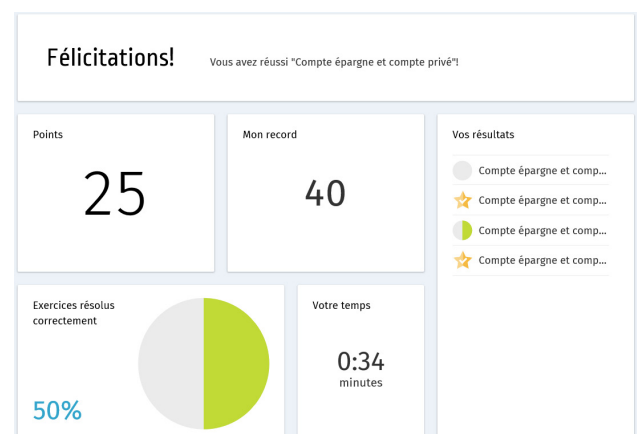 Félicitations!
Vous avez réussi "Compte épargne et compte privé"!
Points
25
Mon record
40
Vos résultats
Compte épargne et comp...
Compte épargne et comp...
Compte épargne et comp...
Compte épargne et comp...
Exercices résolus
correctement
50%
Votre temps
0:34
minutes